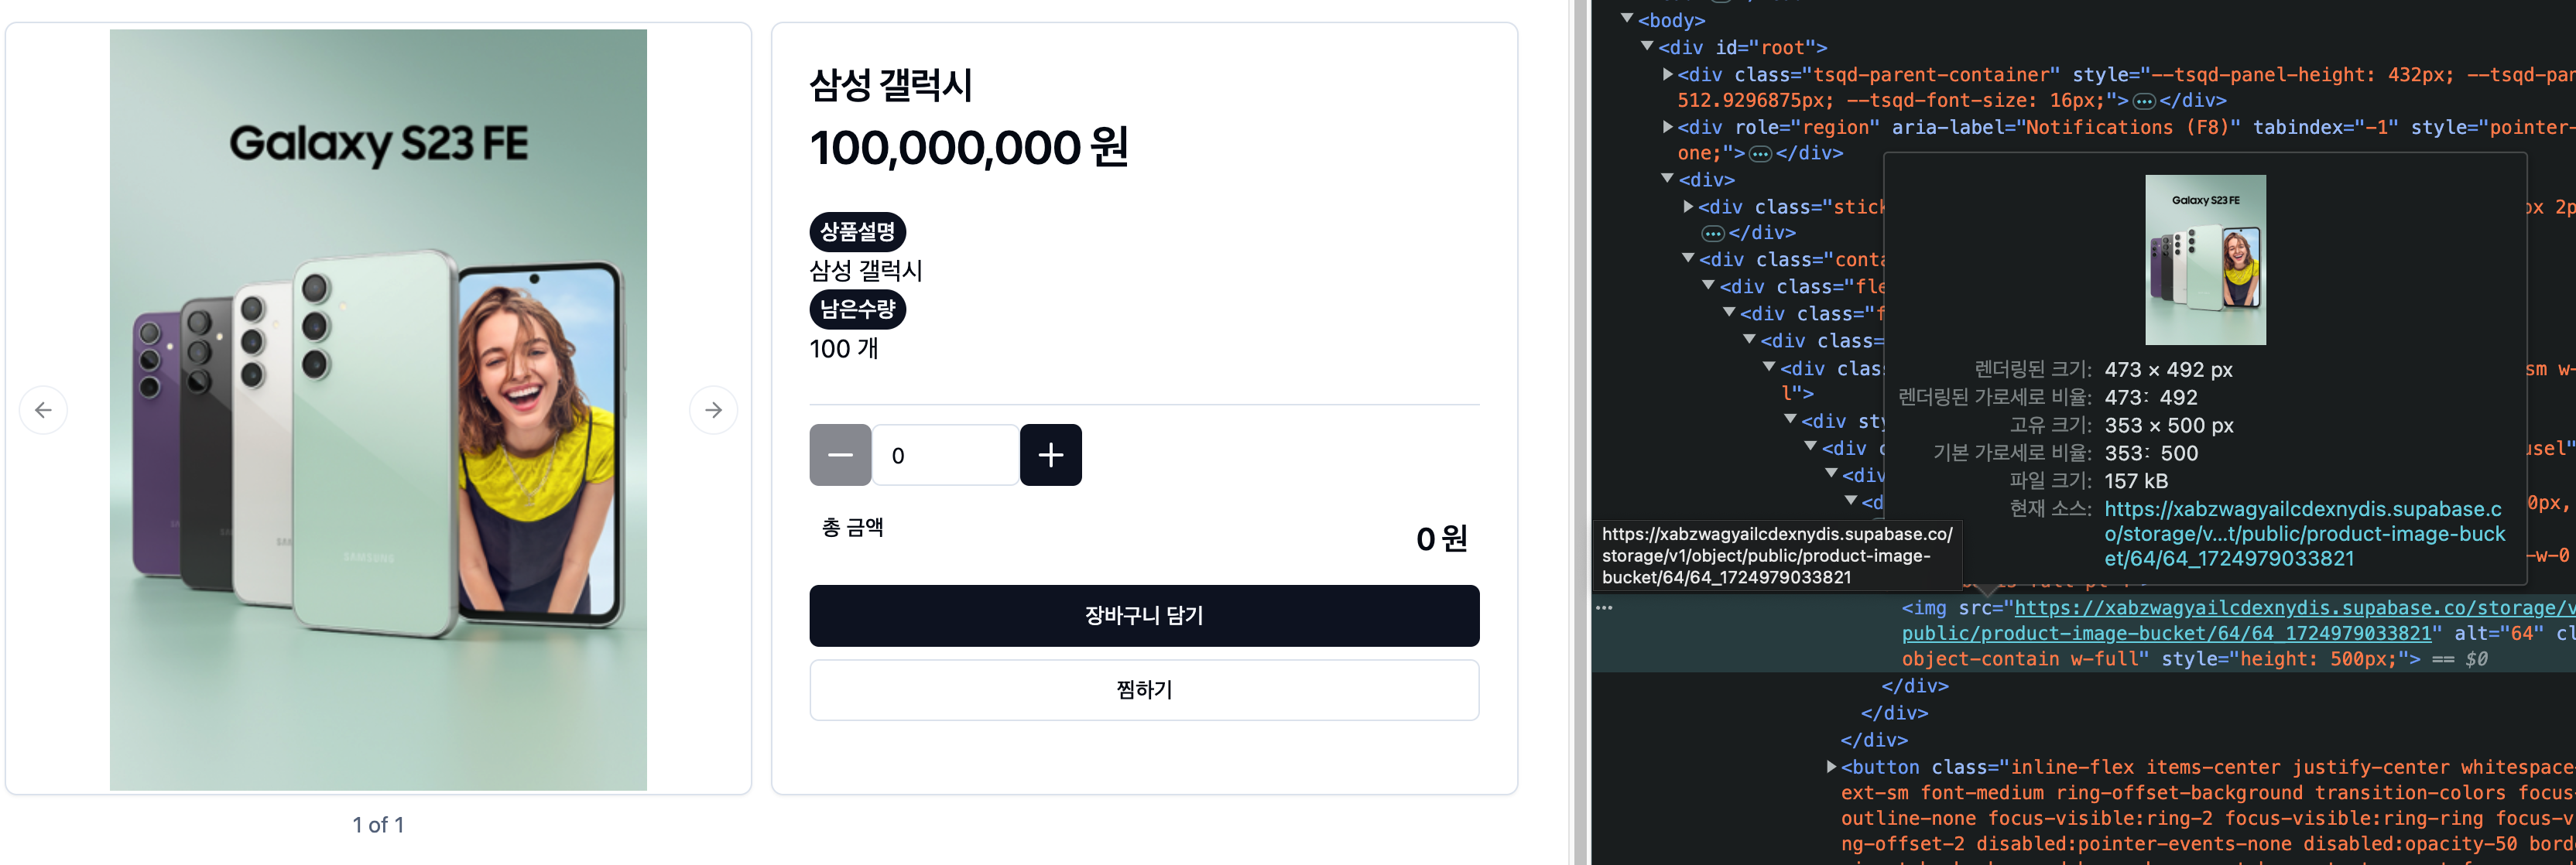 Galaxy S23 FE
SAMSUNG
1 of 1
삼성 갤럭시
100,000,000 원
상품설명
삼성 갤럭시
남은수량
100 개
0
총 금액
0 원
장바구니 담기
찜하기
<body>
<div id="root">
<div class="tsqd-parent-container" style="--tsqd-panel-height: 432px; --tsqd-par
512.9296875px; --tsqd-font-size: 16px;">…</div>
<div role="region" aria-label="Notifications (F8)" tabindex="-1" style="pointer-
one;">…</div>
<div>
<div class="stick
ox 2p
…</div>
<div class="conta
<div class="fle
<div class="f
<div class=
<div clas
sm w-
l">
<div sty
<div c
usel"
<div
<d
0px,
-w-0
Galaxy S23 FE
렌더링된 크기: 473 × 492 px
렌더링된 가로세로 비율: 473∶ 492
고유 크기: 353 × 500 px
기본 가로세로 비율: 353∶ 500
파일 크기: 157 kB
현재 소스: https://xabzwagyailcdexnydis.supabase.c
o/storage/v…t/public/product-image-buck
et/64/64_1724979033821
https://xabzwagyailcdexnydis.supabase.co/
storage/v1/object/public/product-image-
bucket/64/64_1724979033821
<img src="https://xabzwagyailcdexnydis.supabase.co/storage/v
public/product-image-bucket/64/64_1724979033821" alt="64" cl
object-contain w-full" style="height: 500px;"> == $0
</div>
</div>
</div>
<button class="inline-flex items-center justify-center whitespace-
ext-sm font-medium ring-offset-background transition-colors focus-
outline-none focus-visible:ring-2 focus-visible:ring-ring focus-v
ng-offset-2 disabled:pointer-events-none disabled:opacity-50 bord